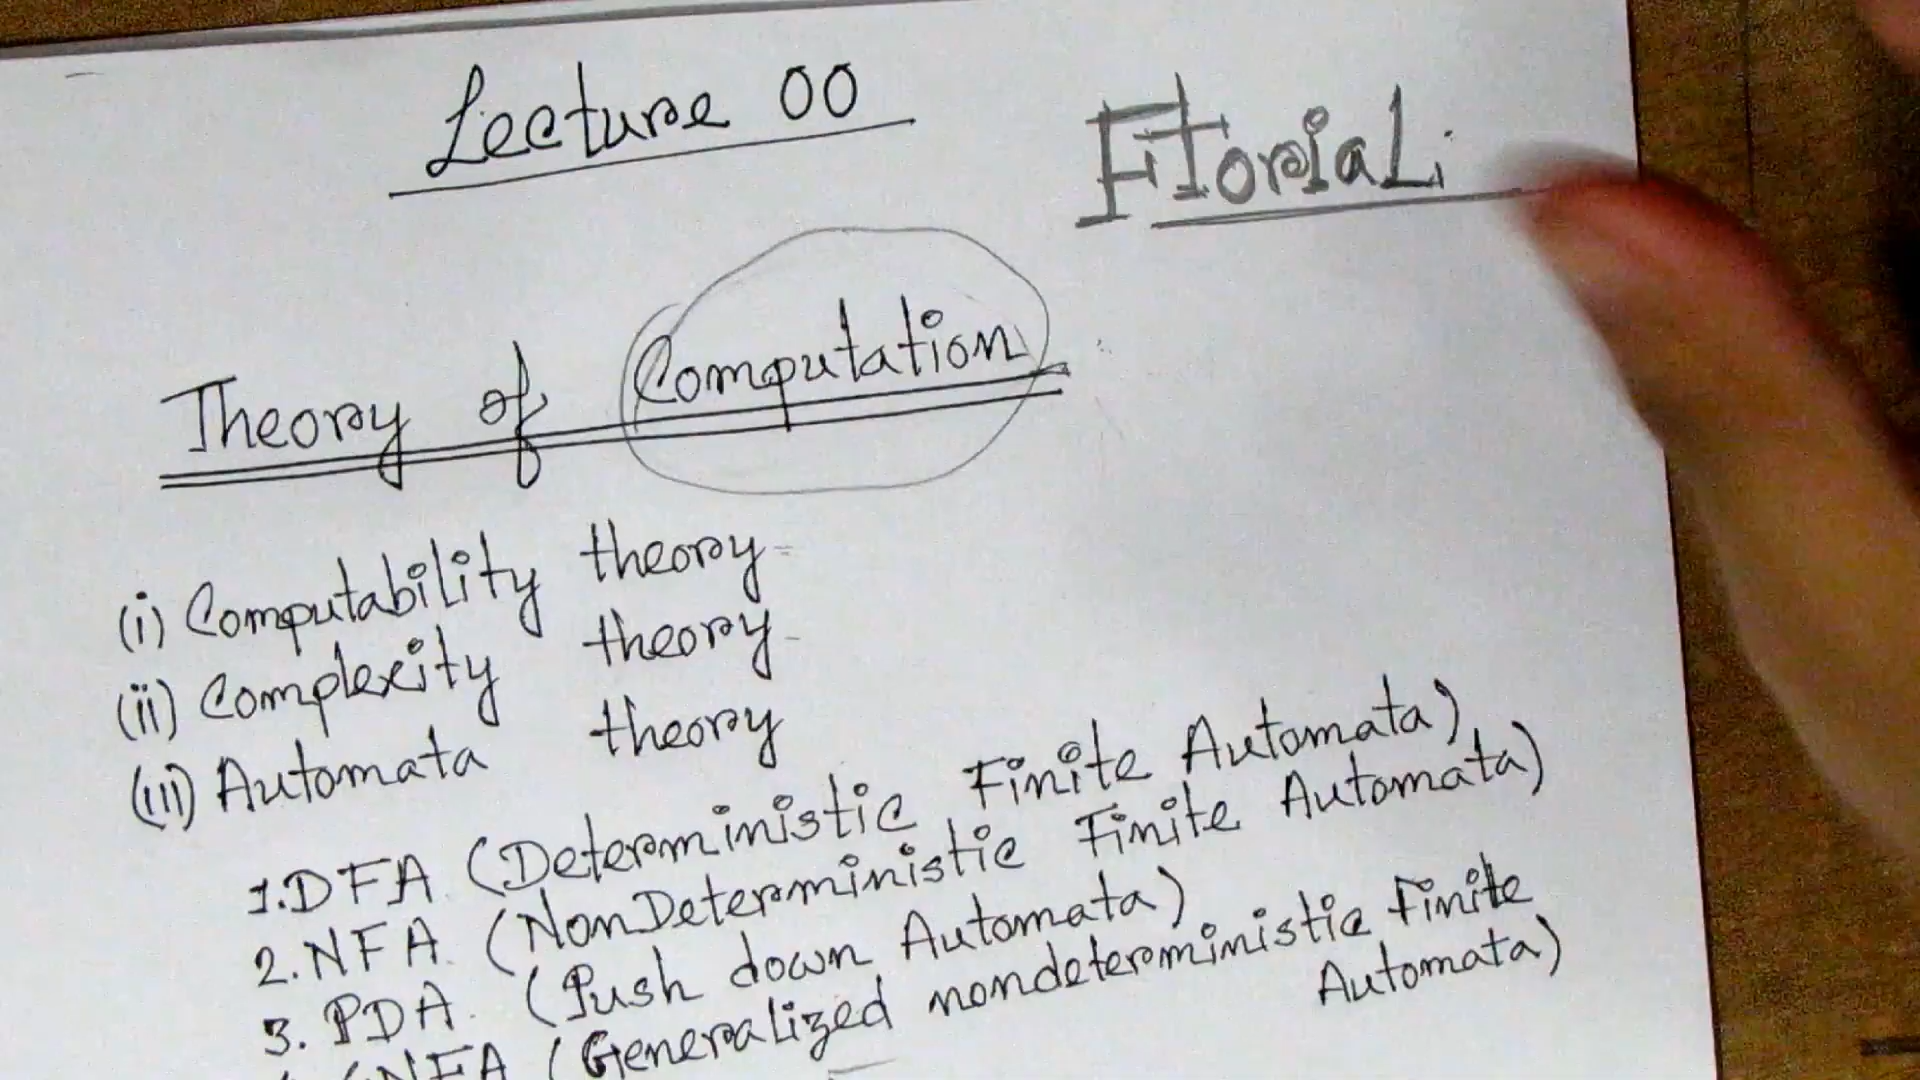 Lecture 00
FTorial
Theory of Computation
(i) Computability theory
(ii) Complexity theory
(iii) Automata theory
1. DFA (Deterministic Finite Automata)
2. NFA (NonDeterministic Finite Automata)
3. PDA (Push down Automata)
GNFA (Generalized nondeterministic Finite
Automata)